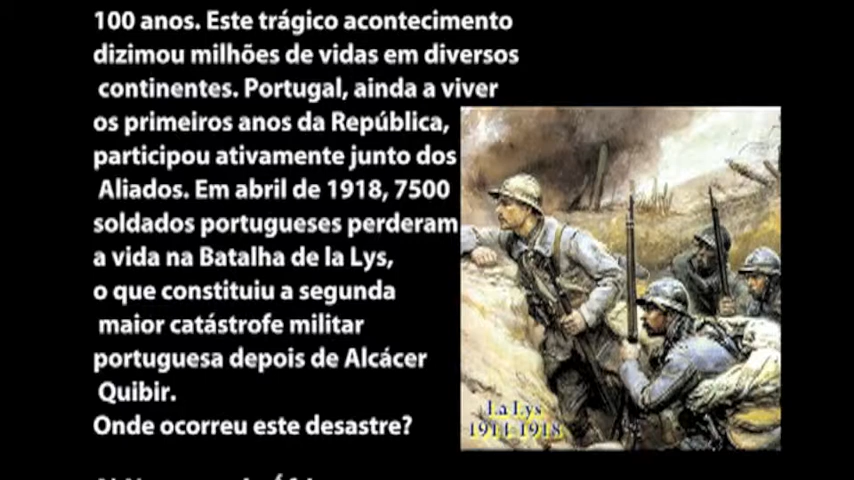 100 anos. Este trágico acontecimento
dizimou milhões de vidas em diversos
continentes. Portugal, ainda a viver
os primeiros anos da República,
participou ativamente junto dos
Aliados. Em abril de 1918, 7500
soldados portugueses perderam
a vida na Batalha de la Lys,
o que constituiu a segunda
maior catástrofe militar
portuguesa depois de Alcácer
Quibir.
Onde ocorreu este desastre?
La Lys
1914-1918